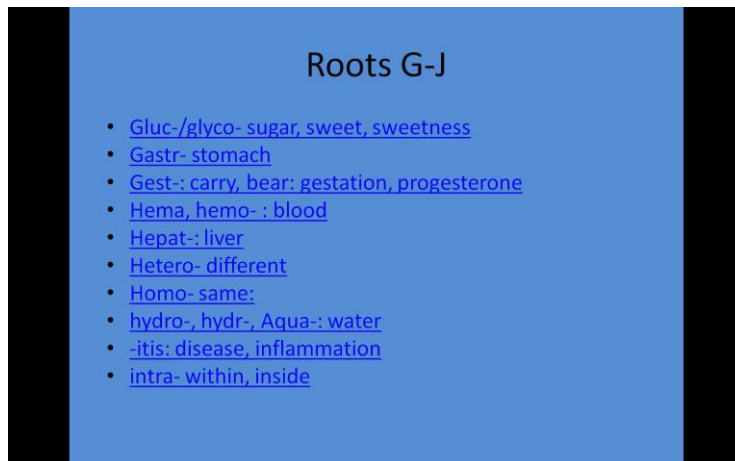 Roots G-J
• Gluc-/glyco- sugar, sweet, sweetness
• Gastr- stomach
• Gest-: carry, bear: gestation, progesterone
• Hema, hemo- : blood
• Hepat-: liver
• Hetero- different
• Homo- same:
• hydro-, hydr-, Aqua-: water
• -itis: disease, inflammation
• intra- within, inside